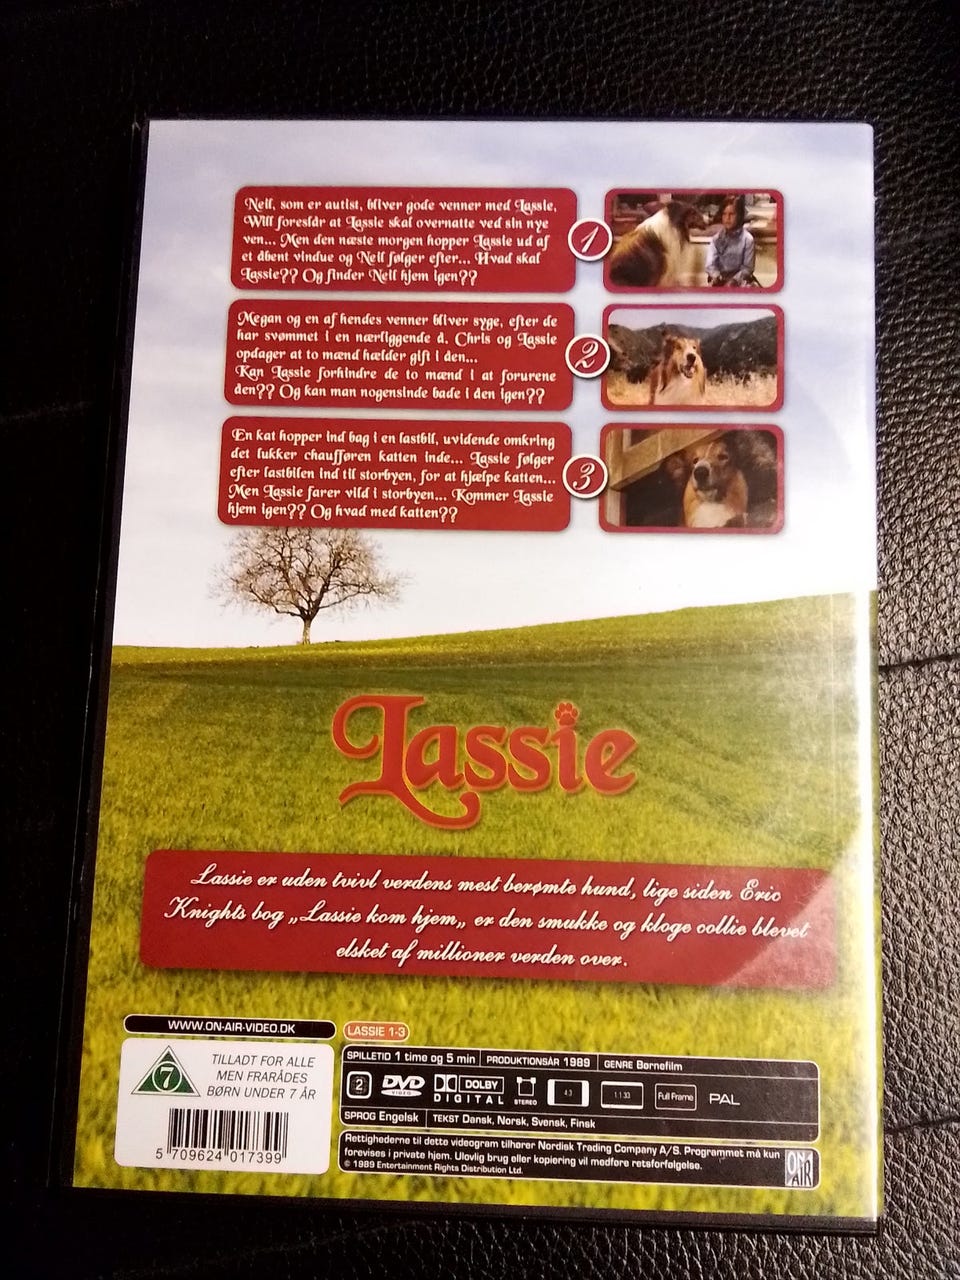 Nell, som er autist, bliver gode venner med Lassie,
Will foreslår at Lassie skal overnatte ved sin nye
ven... Men den næste morgen hopper Lassie ud af
et åbent vindue og Nell følger efter... Hvad skal
Lassie?? Og finder Nell hjem igen??
1
Megan og en af hendes venner bliver syge, efter de
har svømmet i en nærliggende å. Chris og Lassie
opdager at to mænd hælder gift i åen...
Kan Lassie forhindre de to mænd i at forurene
åen?? Og kan man nogensinde bade i åen igen??
2
En kat hopper ind bag i en lastbil, uvidende omkring
det lukker chaufføren katten inde... Lassie følger
efter lastbilen ind til storbyen, for at hjælpe katten...
Men Lassie farer vild i storbyen... Kommer Lassie
hjem igen?? Og hvad med katten??
3
Lassie
Lassie er uden tvivl verdens mest berømte hund, lige siden Eric
Knights bog „Lassie kom hjem„ er den smukke og kloge collie blevet
elsket af millioner verden over.
WWW.ON-AIR-VIDEO.DK
LASSIE 1-3
7
TILLADT FOR ALLE
MEN FRARÅDES
BØRN UNDER 7 ÅR
5 709624 017399
SPILLETID 1 time og 5 min PRODUKTIONSÅR 1989 GENRE Børnefilm
2 DVD VIDEO DOLBY DIGITAL STEREO 4:3 1:1.33 Full Frame PAL
SPROG Engelsk TEKST Dansk, Norsk, Svensk, Finsk
Rettighederne til dette videogram tilhører Nordisk Trading Company A/S. Programmet må kun
forevises i private hjem. Ulovlig brug eller kopiering vil medføre retsforfølgelse.
© 1989 Entertainment Rights Distribution Ltd.
ON
AIR